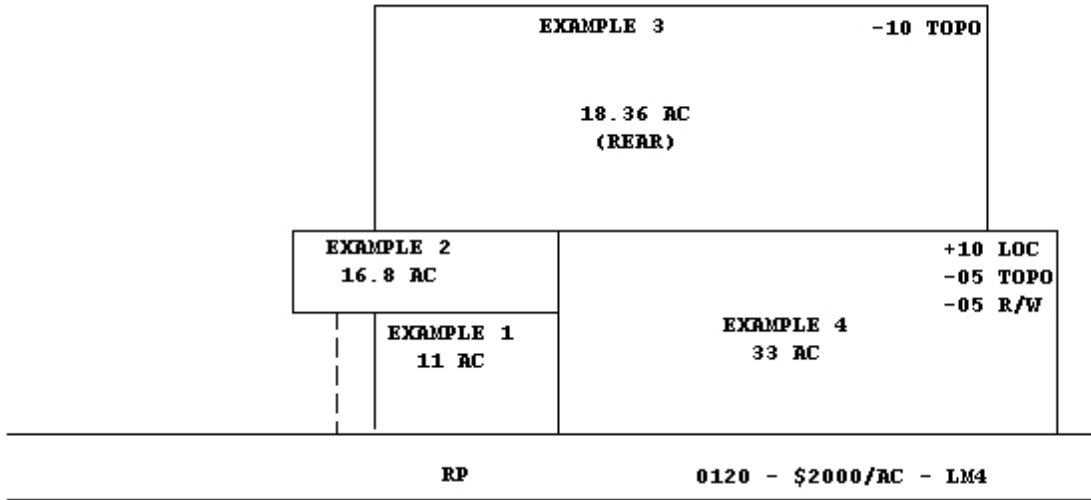 EXAMPLE 3 -10 TOPO
18.36 AC
(REAR)
EXAMPLE 2
16.8 AC
+10 LOC
-05 TOPO
-05 R/W
EXAMPLE 1
11 AC
EXAMPLE 4
33 AC
RP 0120 - $2000/AC - LM4